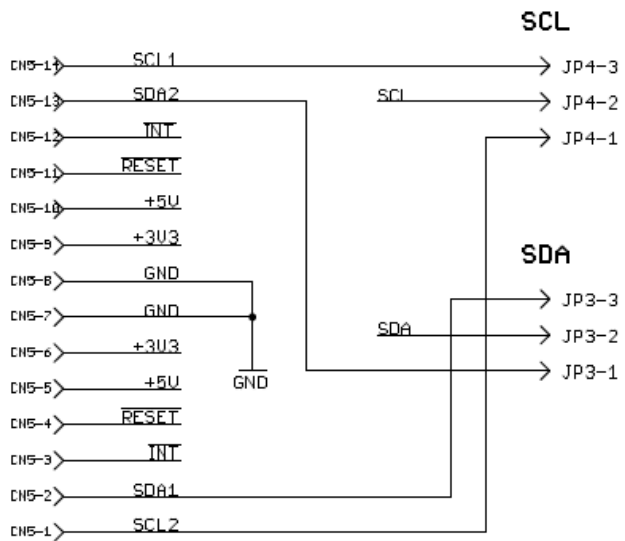 SCL
CN5-14 SCL1 JP4-3
CN5-13 SDA2 SCL JP4-2
CN5-12 INT JP4-1
CN5-11 RESET
CN5-10 +5V
CN5-9 +3V3 SDA
CN5-8 GND
JP3-3
CN5-7 GND
SDA JP3-2
CN5-6 +3V3
JP3-1
CN5-5 +5V GND
CN5-4 RESET
CN5-3 INT
CN5-2 SDA1
CN5-1 SCL2